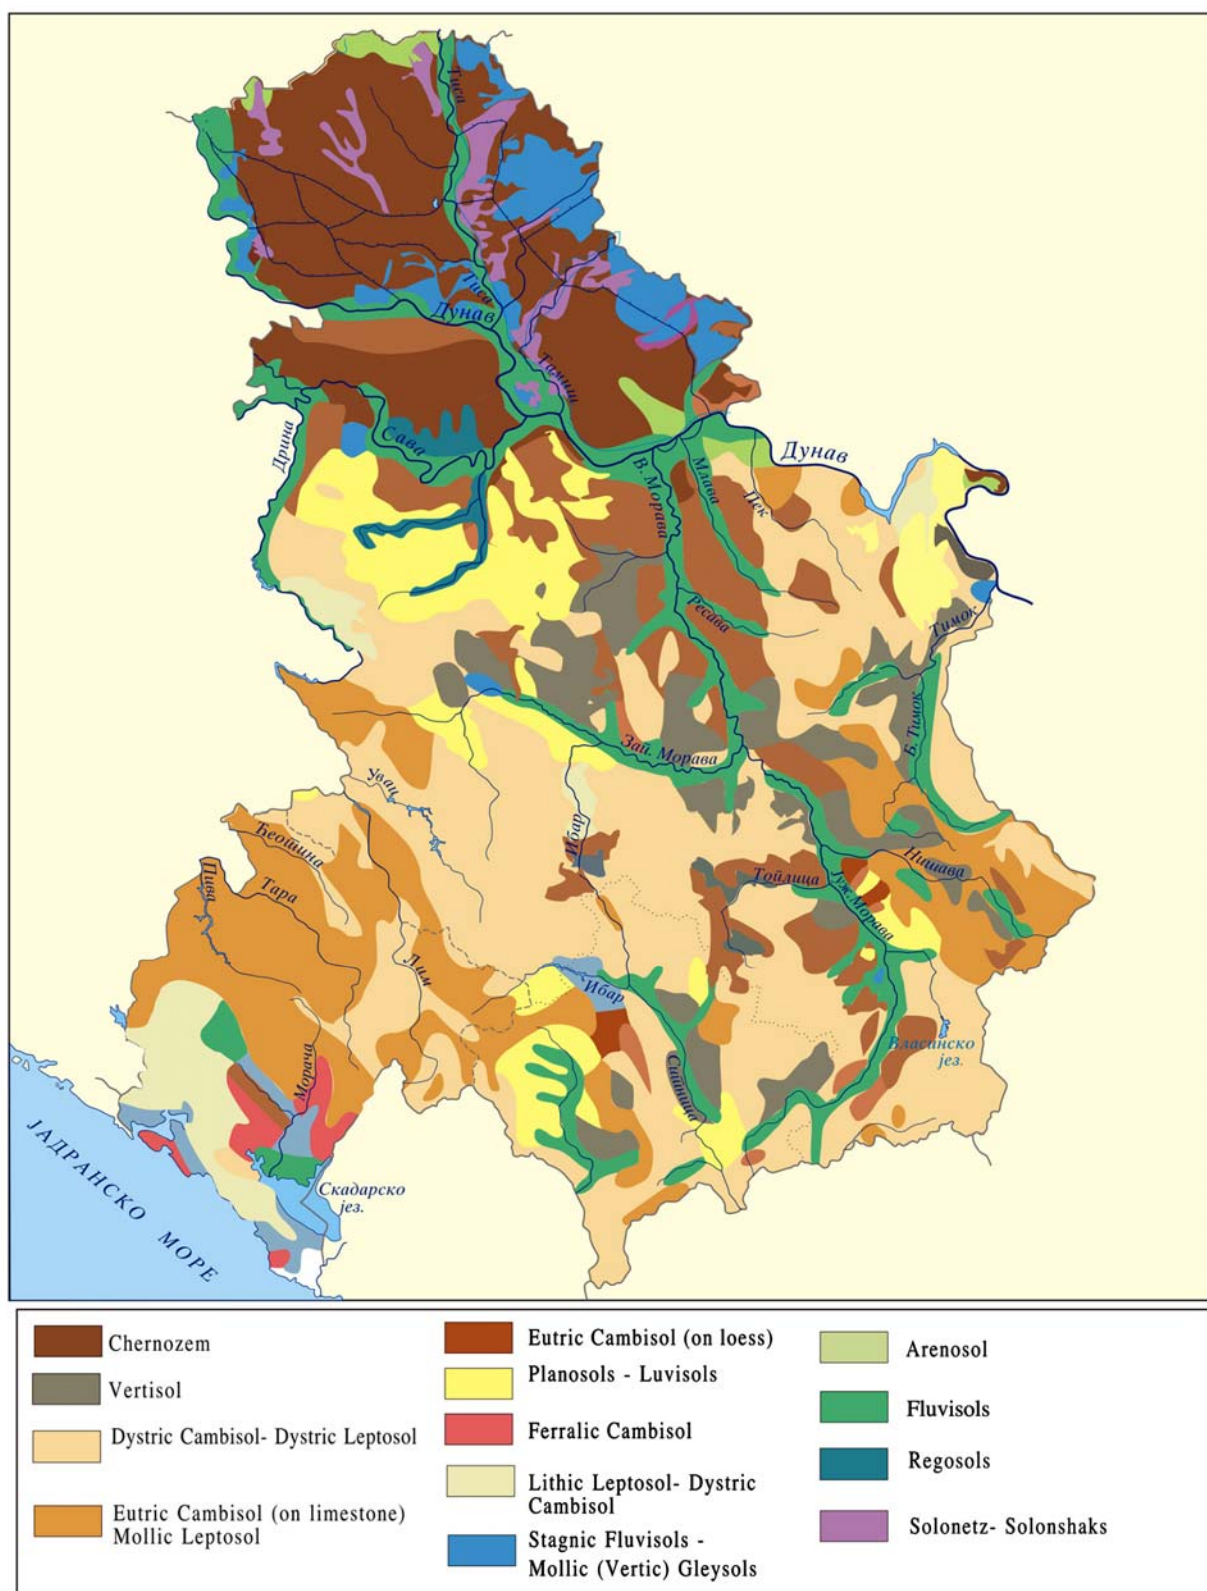 Тиса
Тиса
Дунав
Тамиш
Сава
Дрина
Дунав
В. Морава
Млава
Пек
Ресава
Тимок
Б. Тимок
Зай. Морава
Увац
Ибар
Ћеошина
Пива
Тара
Лим
Тойлица
Јуж. Морава
Нишава
Ибар
Ситница
Власинско
јез.
Морача
Скадарско
јез.
ЈАДРАНСКО МОРЕ
Chernozem
Vertisol
Dystric Cambisol- Dystric Leptosol
Eutric Cambisol (on limestone)
Mollic Leptosol
Eutric Cambisol (on loess)
Planosols - Luvisols
Ferralic Cambisol
Lithic Leptosol- Dystric
Cambisol
Stagnic Fluvisols -
Mollic (Vertic) Gleysols
Arenosol
Fluvisols
Regosols
Solonetz- Solonshaks